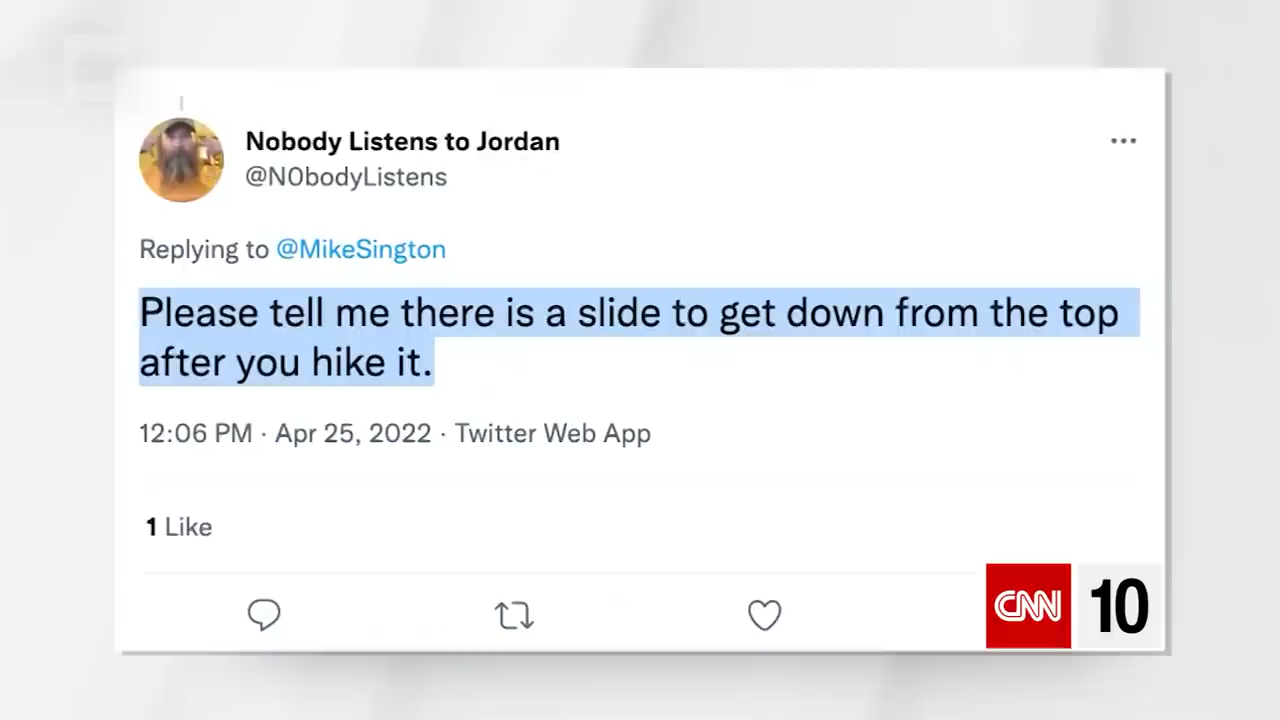 Nobody Listens to Jordan
@N0bodyListens
Replying to @MikeSington
Please tell me there is a slide to get down from the top
after you hike it.
12:06 PM · Apr 25, 2022 · Twitter Web App
1 Like
CNN 10